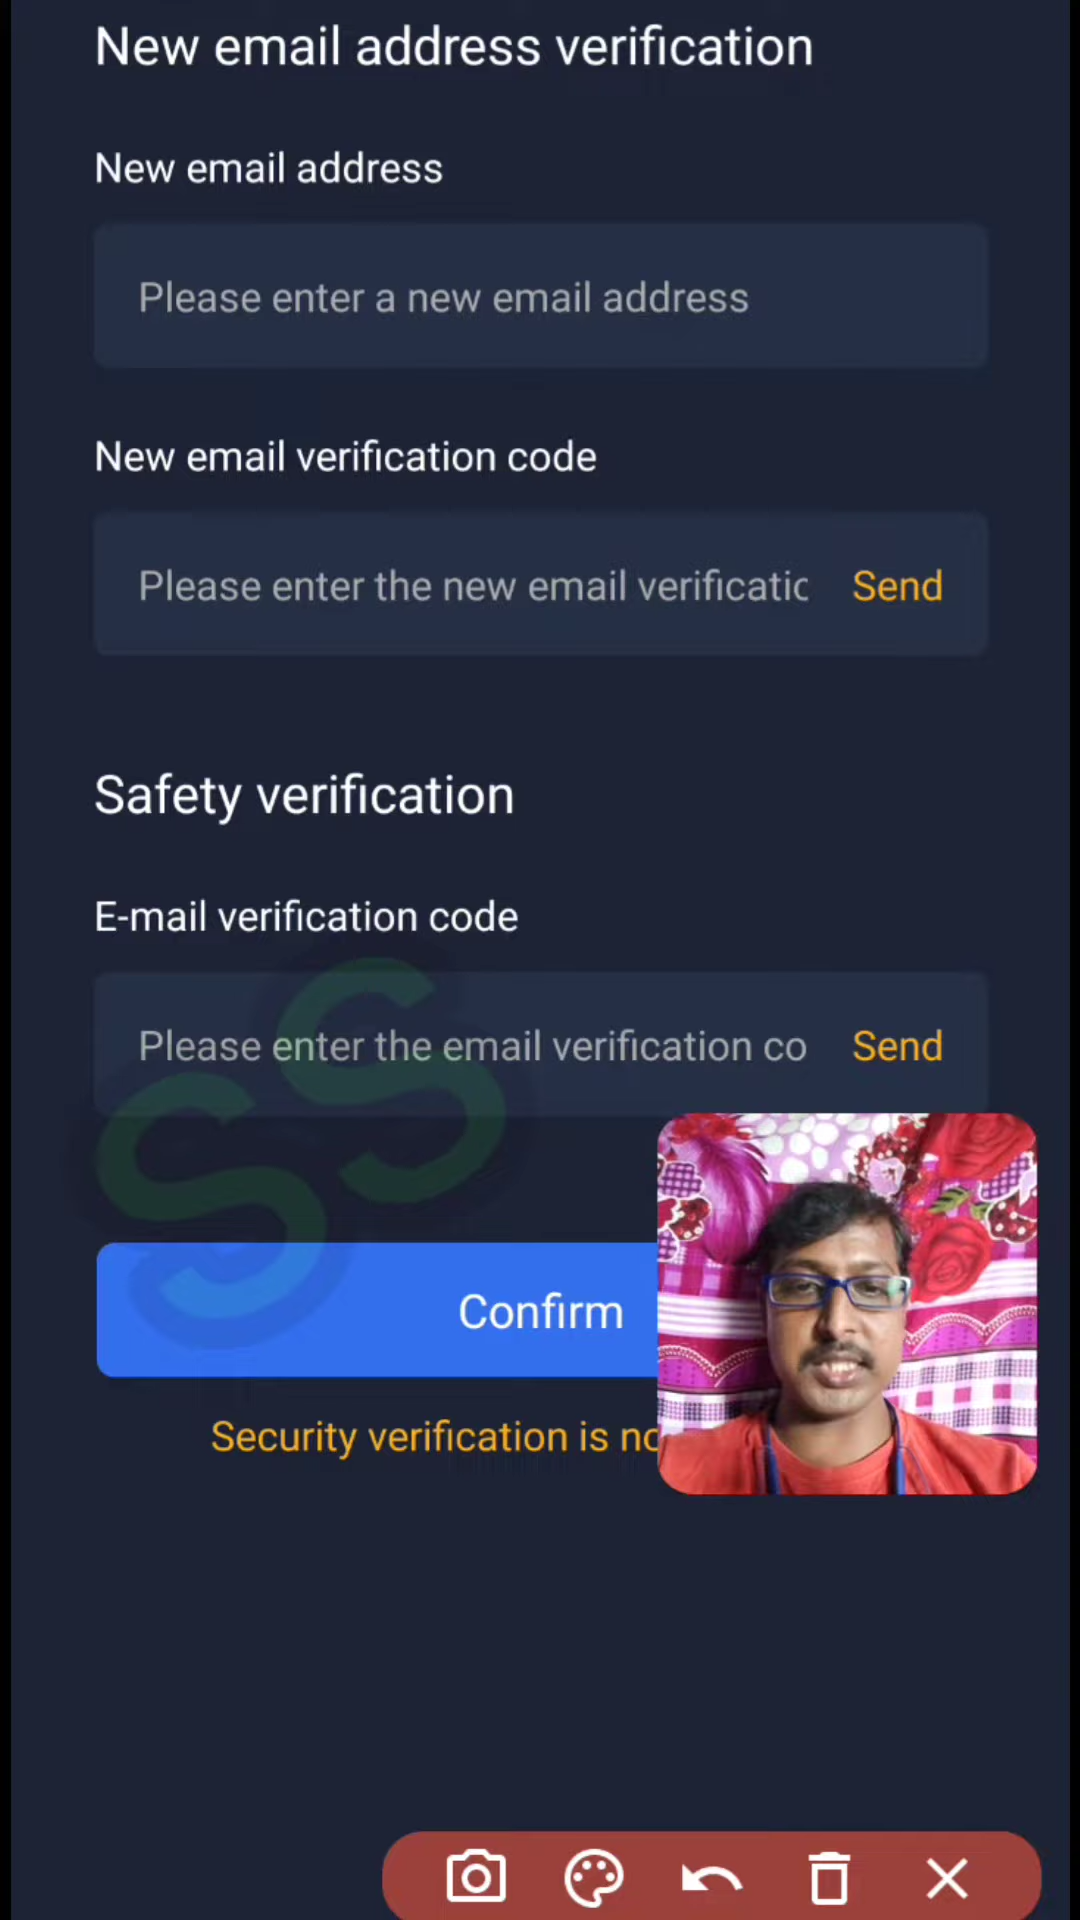 New email address verification
New email address
Please enter a new email address
New email verification code
Please enter the new email verificatic Send
Safety verification
E-mail verification code
Please enter the email verification co Send
SS
Confirm
Security verification is